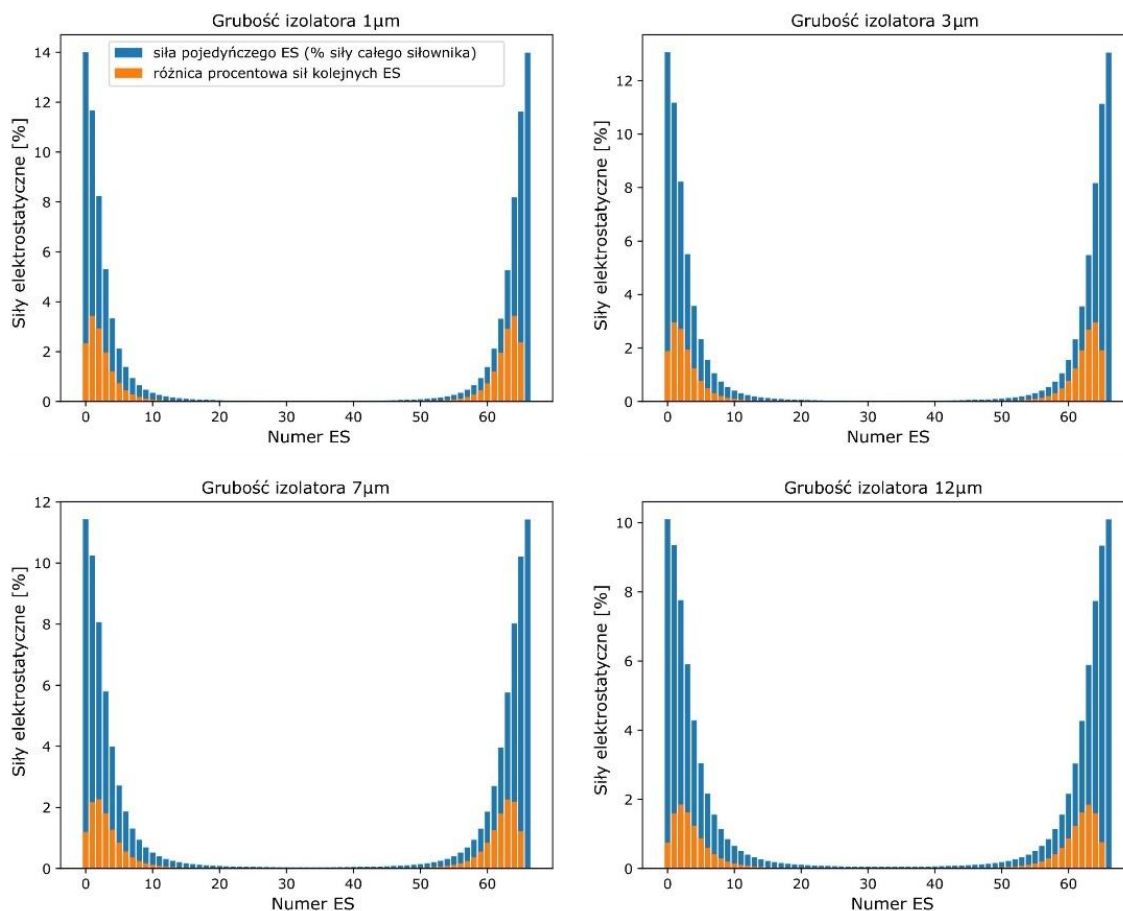 Grubość izolatora 1μm
siła pojedyńczego ES (% siły całego siłownika)
różnica procentowa sił kolejnych ES
Siły elektrostatyczne [%]
14
12
10
8
6
4
2
0
0 10 20 30 40 50 60
Numer ES
Grubość izolatora 3μm
Siły elektrostatyczne [%]
12
10
8
6
4
2
0
0 10 20 30 40 50 60
Numer ES
Grubość izolatora 7μm
Siły elektrostatyczne [%]
12
10
8
6
4
2
0
0 10 20 30 40 50 60
Numer ES
Grubość izolatora 12μm
Siły elektrostatyczne [%]
10
8
6
4
2
0
0 10 20 30 40 50 60
Numer ES